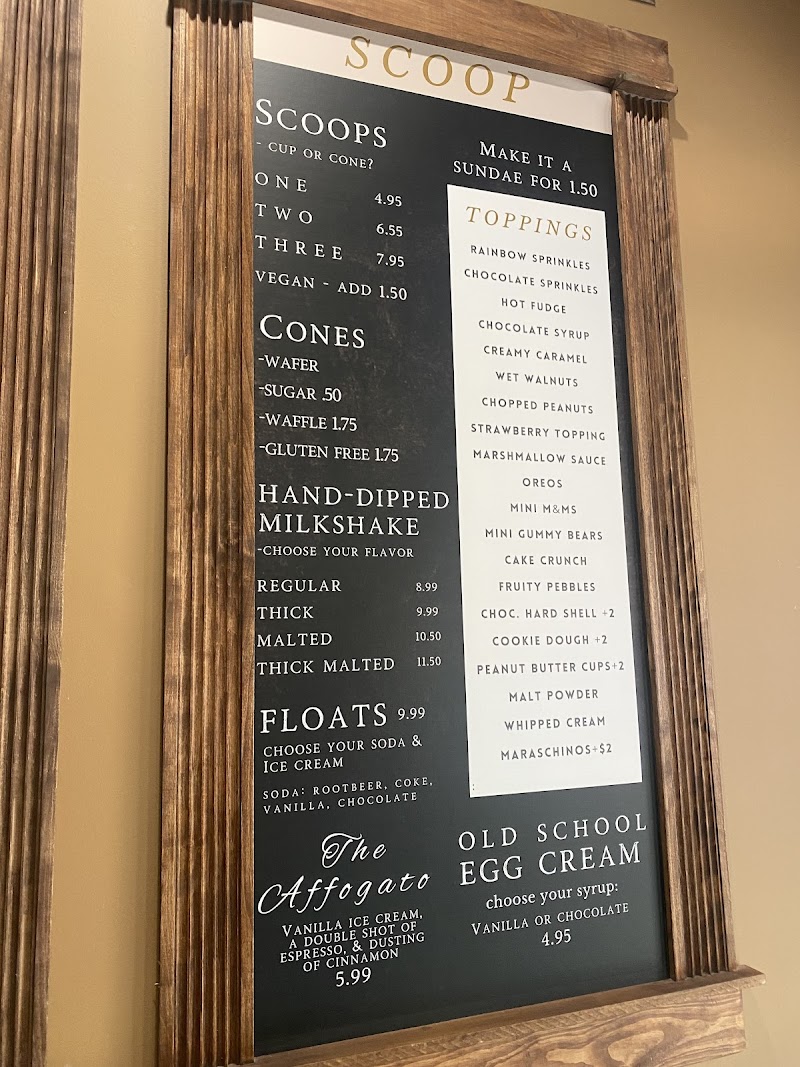 SCOOP
SCOOPS
- CUP OR CONE?
ONE 4.95
TWO 6.55
THREE 7.95
VEGAN - ADD 1.50
CONES
-WAFER
-SUGAR .50
-WAFFLE 1.75
-GLUTEN FREE 1.75
HAND-DIPPED
MILKSHAKE
-CHOOSE YOUR FLAVOR
REGULAR 8.99
THICK 9.99
MALTED 10.50
THICK MALTED 11.50
FLOATS 9.99
CHOOSE YOUR SODA &
ICE CREAM
SODA: ROOTBEER, COKE,
VANILLA, CHOCOLATE
The
Affogato
VANILLA ICE CREAM,
A DOUBLE SHOT OF
ESPRESSO, & DUSTING
OF CINNAMON
5.99
MAKE IT A
SUNDAE FOR 1.50
TOPPINGS
RAINBOW SPRINKLES
CHOCOLATE SPRINKLES
HOT FUDGE
CHOCOLATE SYRUP
CREAMY CARAMEL
WET WALNUTS
CHOPPED PEANUTS
STRAWBERRY TOPPING
MARSHMALLOW SAUCE
OREOS
MINI M&MS
MINI GUMMY BEARS
CAKE CRUNCH
FRUITY PEBBLES
CHOC. HARD SHELL +2
COOKIE DOUGH +2
PEANUT BUTTER CUPS+2
MALT POWDER
WHIPPED CREAM
MARASCHINOS+$2
OLD SCHOOL
EGG CREAM
choose your syrup:
VANILLA OR CHOCOLATE
4.95